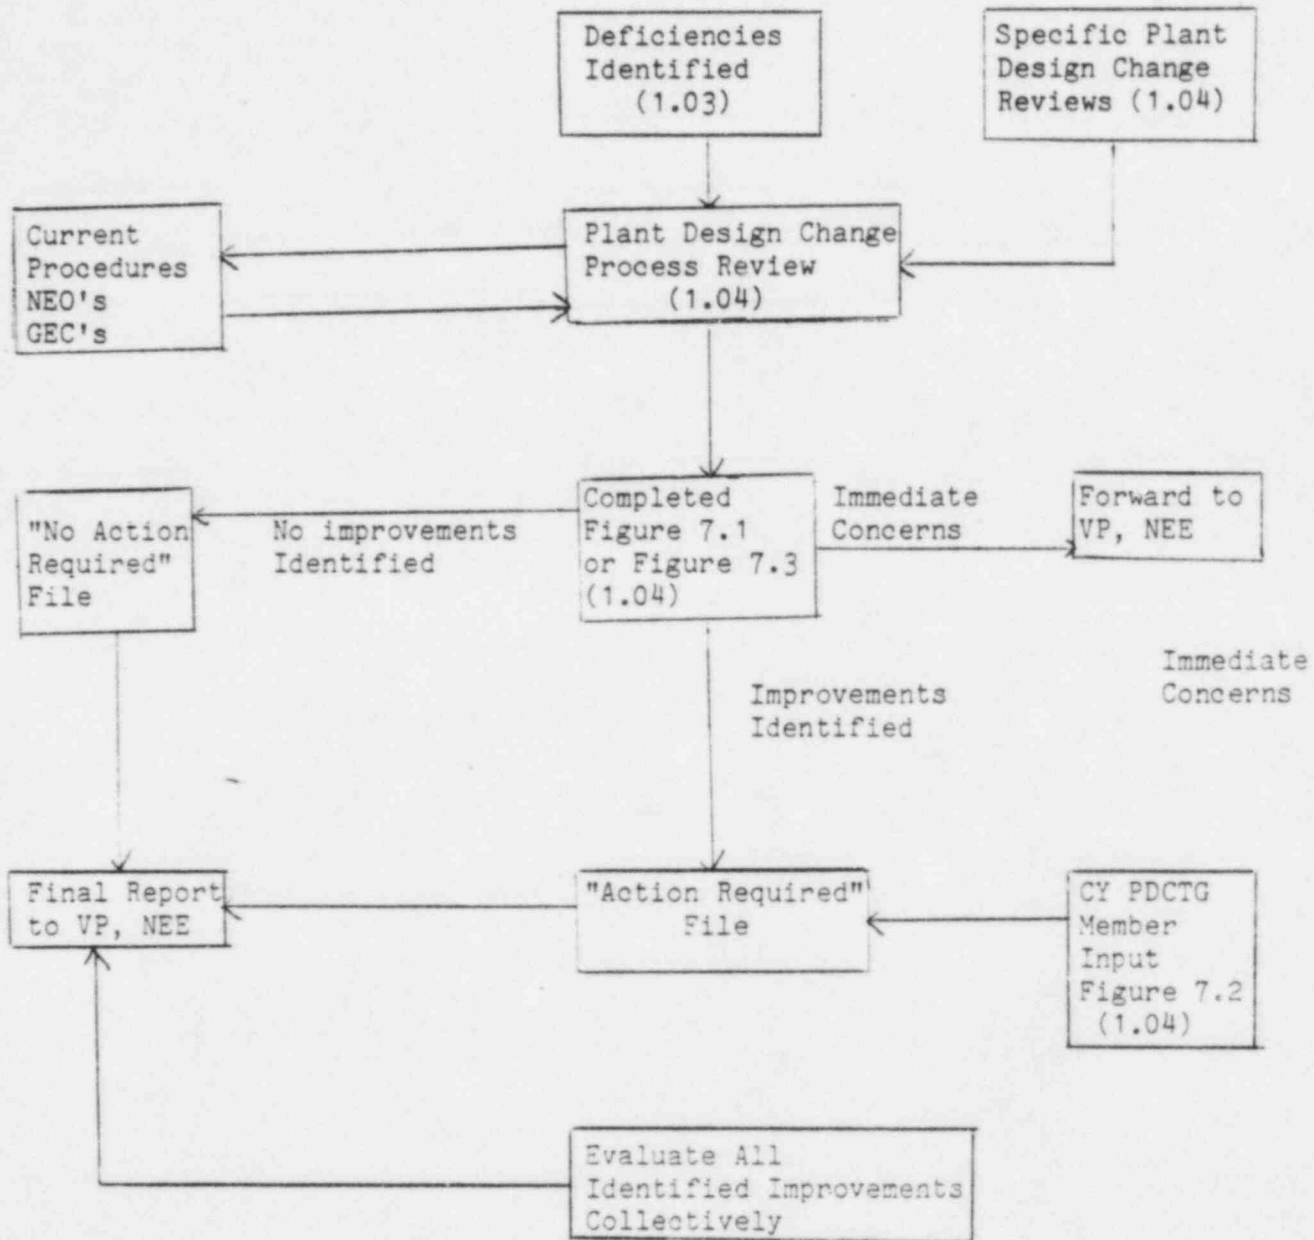 Deficiencies
Identified
(1.03)
Specific Plant
Design Change
Reviews (1.04)
Current
Procedures
NEO's
GEC's
Plant Design Change
Process Review
(1.04)
"No Action
Required"
File
No improvements
Identified
Completed
Figure 7.1
or Figure 7.3
(1.04)
Immediate
Concerns
Forward to
VP, NEE
Immediate
Concerns
Improvements
Identified
Final Report
to VP, NEE
"Action Required"
File
CY PDCTG
Member
Input
Figure 7.2
(1.04)
Evaluate All
Identified Improvements
Collectively